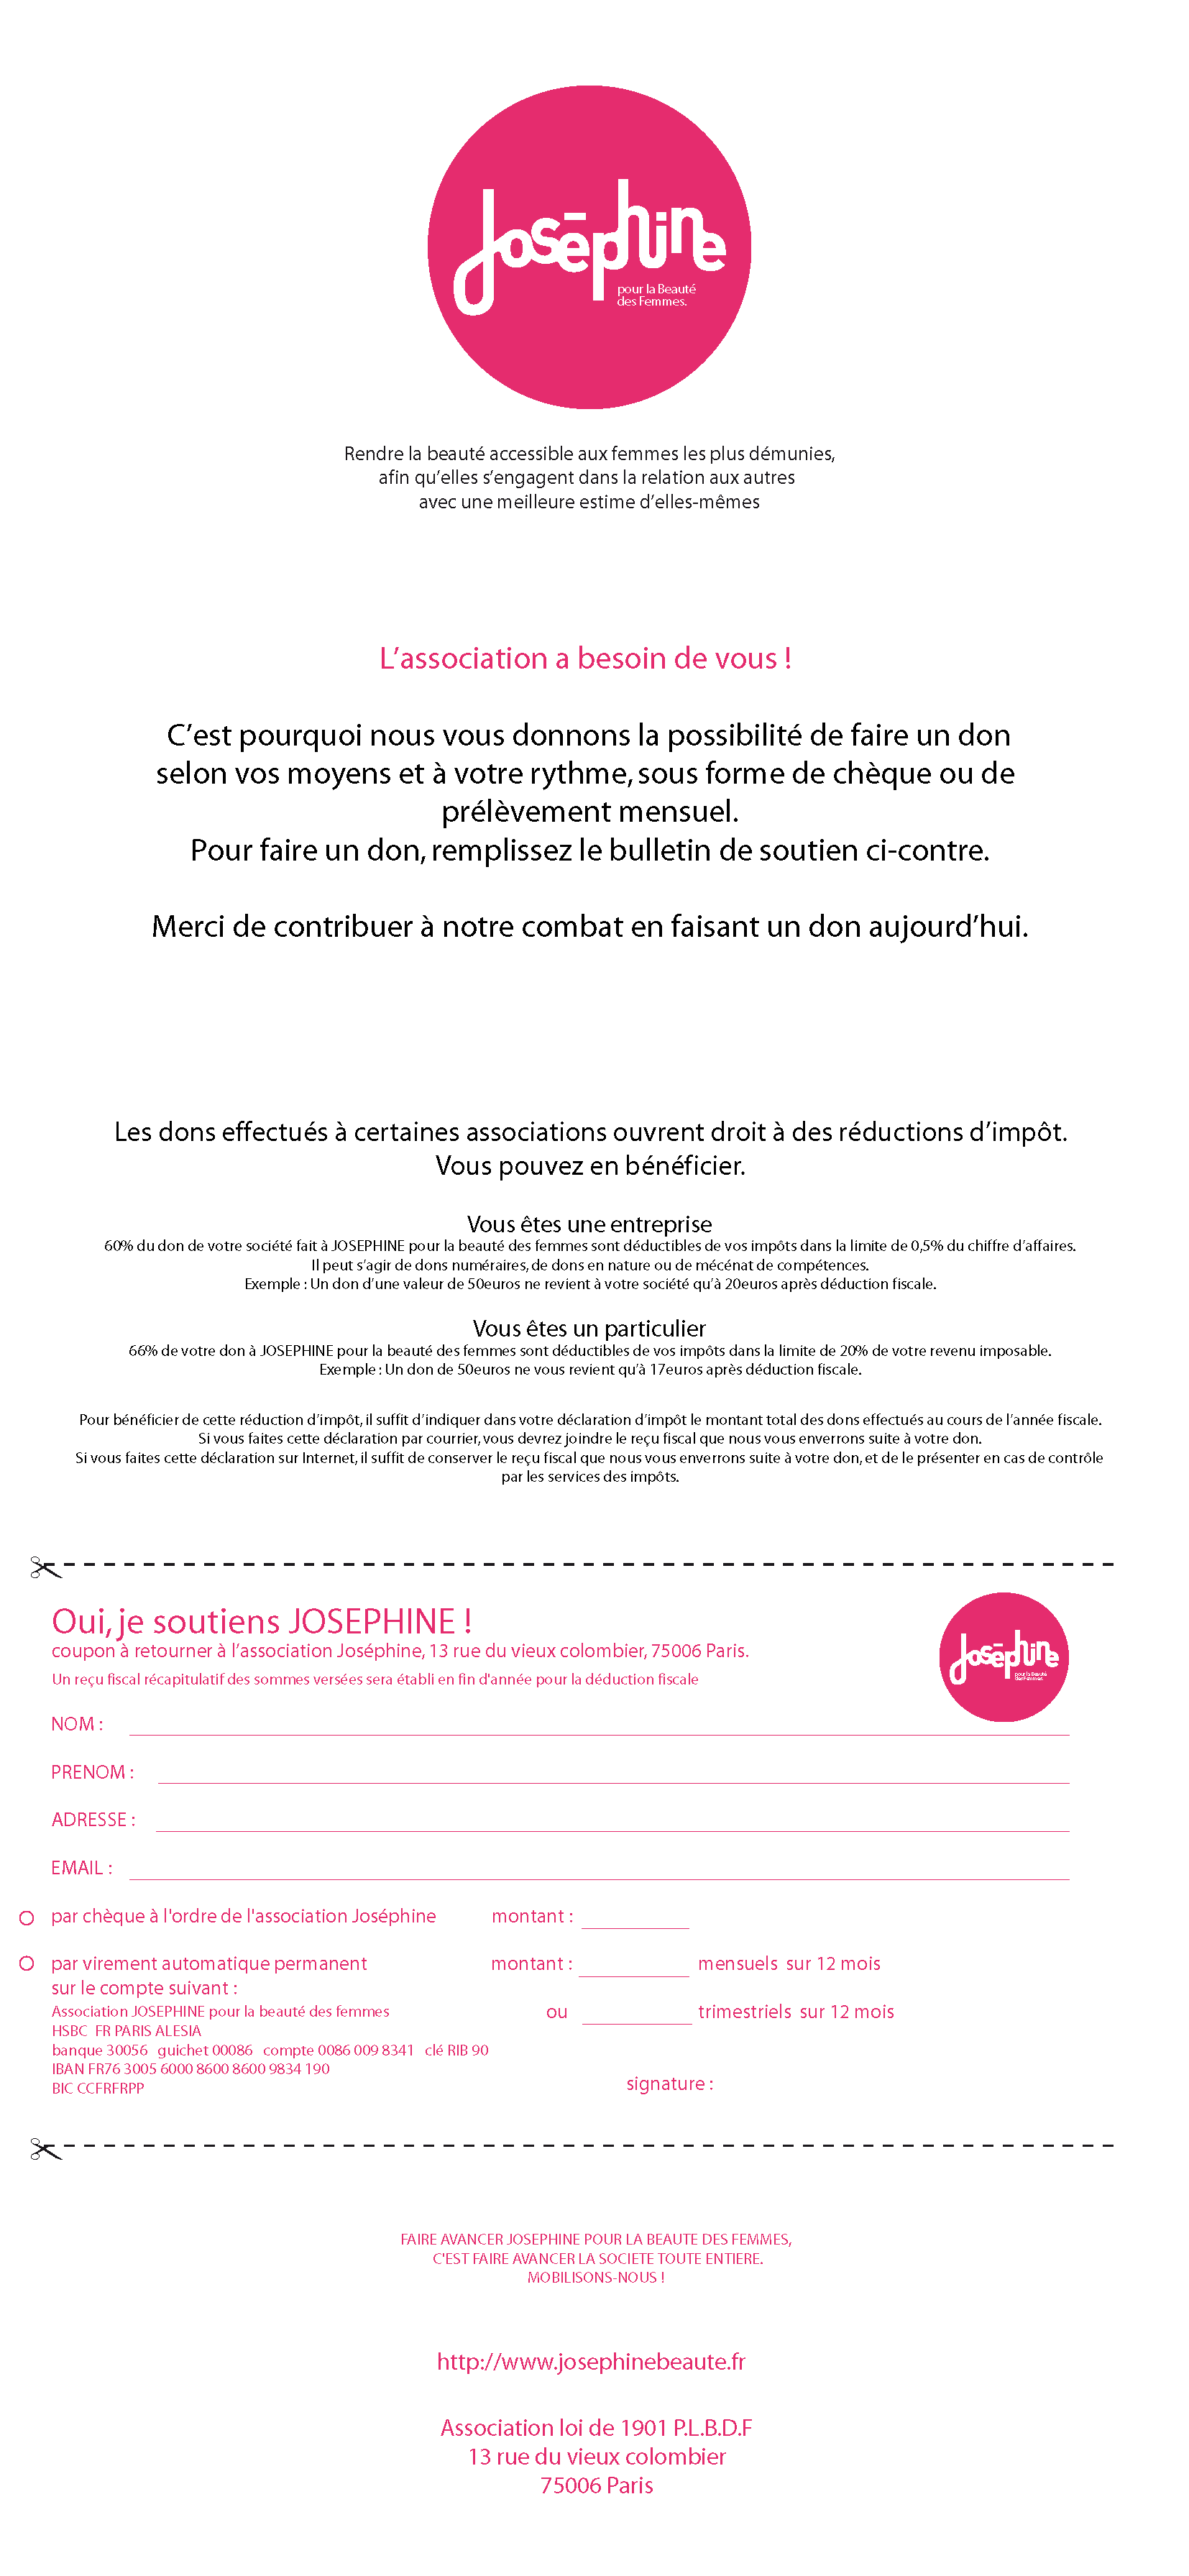 Joséphine
pour la Beauté
des Femmes.
Rendre la beauté accessible aux femmes les plus démunies,
afin qu’elles s’engagent dans la relation aux autres
avec une meilleure estime d’elles-mêmes
L’association a besoin de vous !
C’est pourquoi nous vous donnons la possibilité de faire un don
selon vos moyens et à votre rythme, sous forme de chèque ou de
prélèvement mensuel.
Pour faire un don, remplissez le bulletin de soutien ci-contre.
Merci de contribuer à notre combat en faisant un don aujourd’hui.
Les dons effectués à certaines associations ouvrent droit à des réductions d’impôt.
Vous pouvez en bénéficier.
Vous êtes une entreprise
60% du don de votre société fait à JOSEPHINE pour la beauté des femmes sont déductibles de vos impôts dans la limite de 0,5% du chiffre d’affaires.
Il peut s’agir de dons numéraires, de dons en nature ou de mécénat de compétences.
Exemple : Un don d’une valeur de 50euros ne revient à votre société qu’à 20euros après déduction fiscale.
Vous êtes un particulier
66% de votre don à JOSEPHINE pour la beauté des femmes sont déductibles de vos impôts dans la limite de 20% de votre revenu imposable.
Exemple : Un don de 50euros ne vous revient qu’à 17euros après déduction fiscale.
Pour bénéficier de cette réduction d’impôt, il suffit d’indiquer dans votre déclaration d’impôt le montant total des dons effectués au cours de l’année fiscale.
Si vous faites cette déclaration par courrier, vous devrez joindre le reçu fiscal que nous vous enverrons suite à votre don.
Si vous faites cette déclaration sur Internet, il suffit de conserver le reçu fiscal que nous vous enverrons suite à votre don, et de le présenter en cas de contrôle
par les services des impôts.
Oui, je soutiens JOSEPHINE !
coupon à retourner à l’association Joséphine, 13 rue du vieux colombier, 75006 Paris.
Un reçu fiscal récapitulatif des sommes versées sera établi en fin d'année pour la déduction fiscale
Joséphine
pour la Beauté
des Femmes
NOM :
PRENOM :
ADRESSE :
EMAIL :
par chèque à l'ordre de l'association Joséphine montant :
par virement automatique permanent montant : mensuels sur 12 mois
sur le compte suivant :
Association JOSEPHINE pour la beauté des femmes ou trimestriels sur 12 mois
HSBC FR PARIS ALESIA
banque 30056 guichet 00086 compte 0086 009 8341 clé RIB 90
IBAN FR76 3005 6000 8600 8600 9834 190
BIC CCFRFRPP
signature :
FAIRE AVANCER JOSEPHINE POUR LA BEAUTE DES FEMMES,
C'EST FAIRE AVANCER LA SOCIETE TOUTE ENTIERE.
MOBILISONS-NOUS !
http://www.josephinebeaute.fr
Association loi de 1901 P.L.B.D.F
13 rue du vieux colombier
75006 Paris